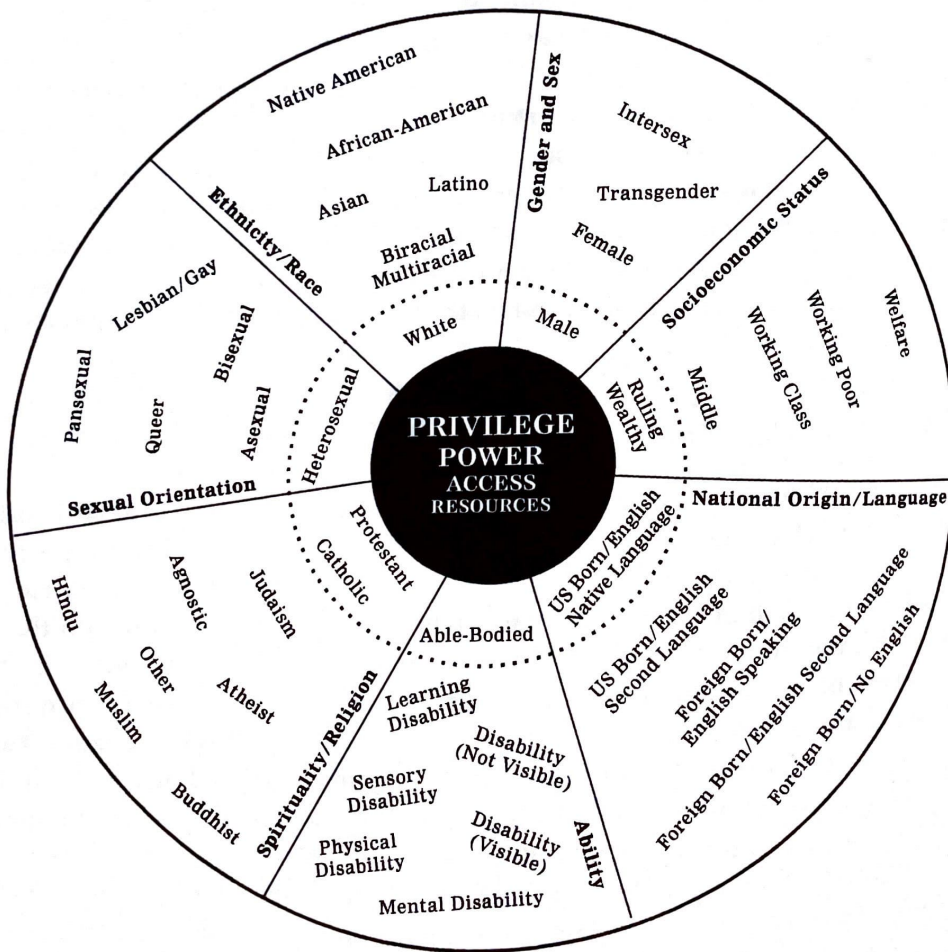 PRIVILEGE
POWER
ACCESS
RESOURCES
Ethnicity/Race
Native American
African-American
Asian
Latino
Biracial
Multiracial
White
Gender and Sex
Intersex
Transgender
Female
Male
Socioeconomic Status
Welfare
Working Poor
Working Class
Middle
Ruling
Wealthy
National Origin/Language
US Born/English
Native Language
US Born/English
Second Language
Foreign Born/
English Speaking
Foreign Born/English Second Language
Foreign Born/No English
Ability
Able-Bodied
Learning
Disability
Disability
(Not Visible)
Sensory
Disability
Disability
(Visible)
Physical
Disability
Mental Disability
Spirituality/Religion
Protestant
Catholic
Judaism
Agnostic
Hindu
Atheist
Other
Muslim
Buddhist
Sexual Orientation
Heterosexual
Lesbian/Gay
Bisexual
Pansexual
Queer
Asexual